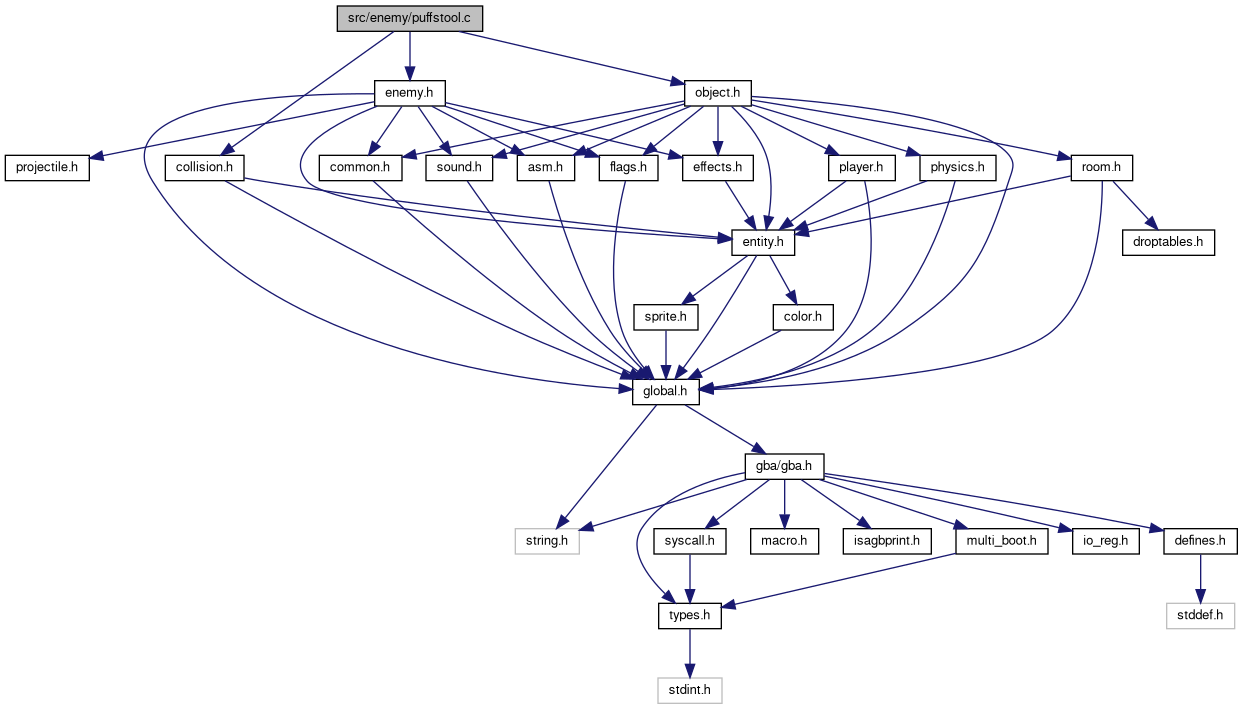 src/enemy/puffstool.c
enemy.h
object.h
projectile.h
collision.h
common.h
sound.h
asm.h
flags.h
effects.h
player.h
physics.h
room.h
entity.h
droptables.h
sprite.h
color.h
global.h
gba/gba.h
string.h
syscall.h
macro.h
isagbprint.h
multi_boot.h
io_reg.h
defines.h
types.h
stddef.h
stdint.h